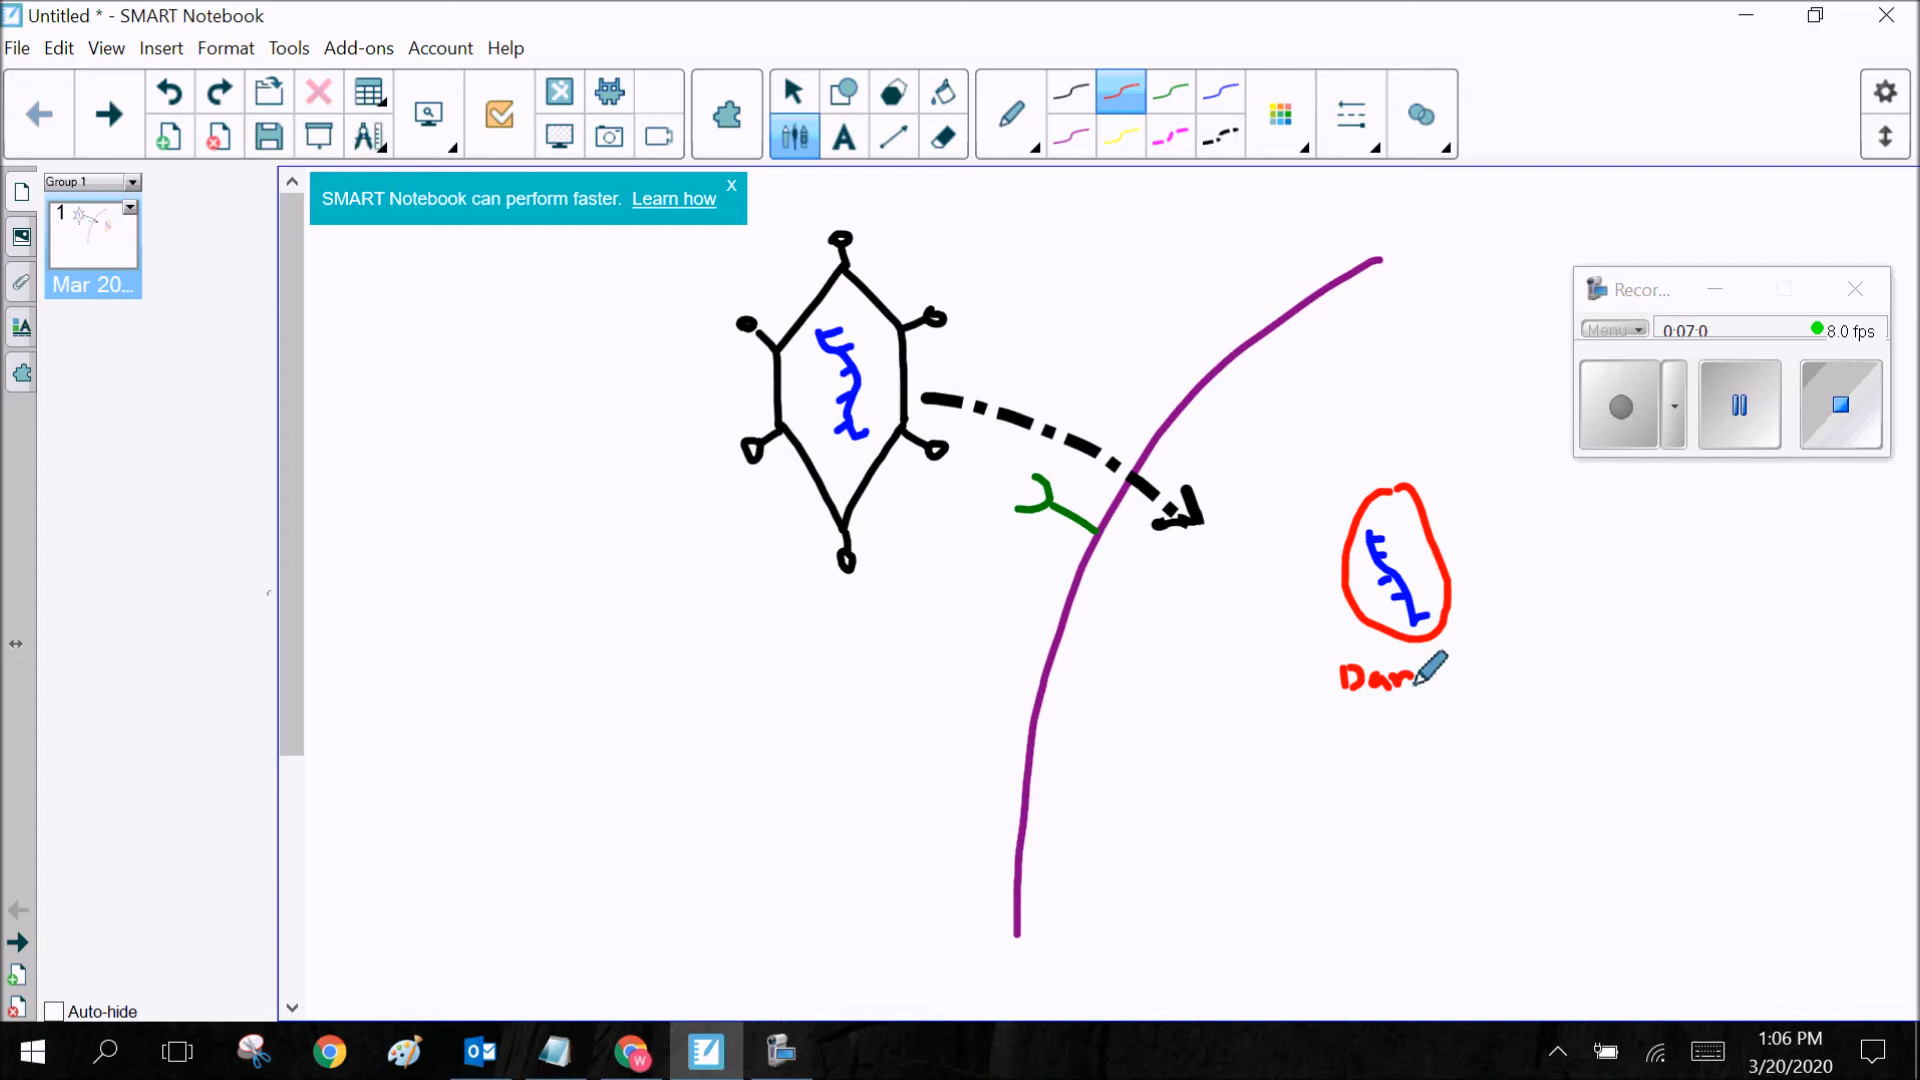 Untitled * - SMART Notebook
File Edit View Insert Format Tools Add-ons Account Help
Group 1
SMART Notebook can perform faster. Learn how
x
1
Mar 20...
Recor...
Menu
0:07:0
8.0 fps
Dar
Auto-hide
1:06 PM
3/20/2020